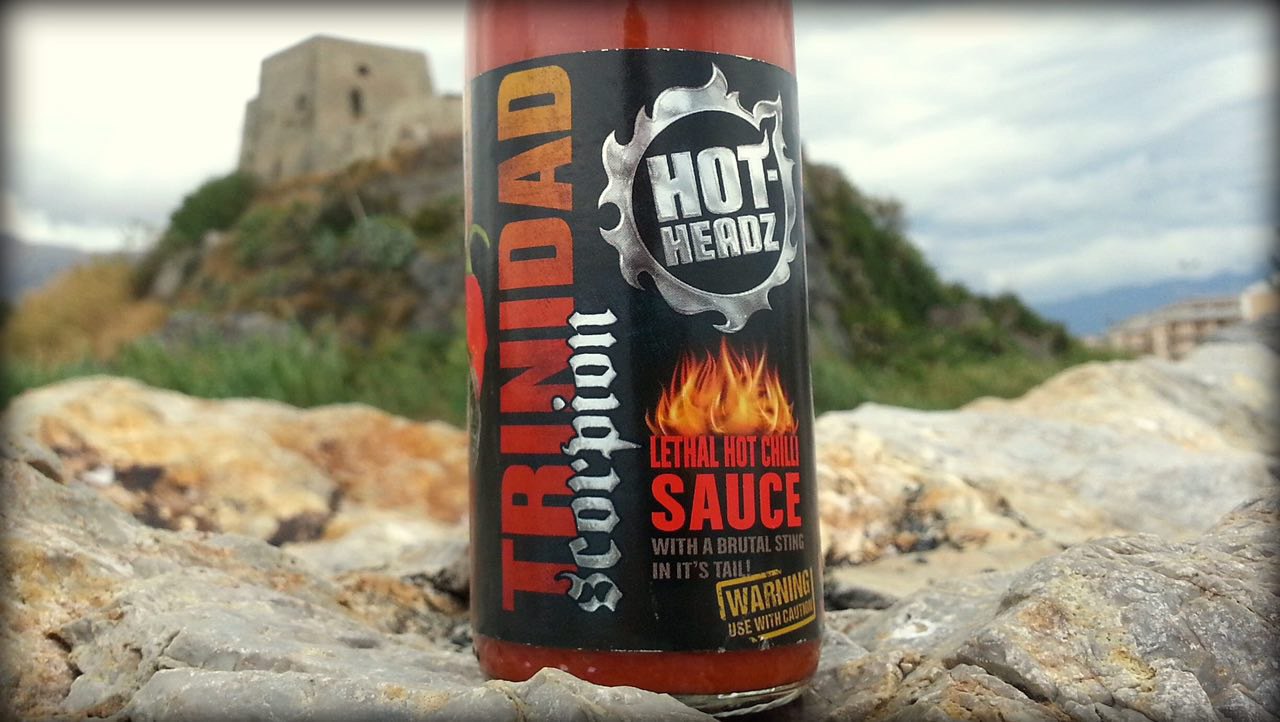 TRINIDAD
scorpion
HOT-
HEADZ
LETHAL HOT CHILLI
SAUCE
WITH A BRUTAL STING
IN IT'S TAIL!
WARNING
USE WITH CAUTION